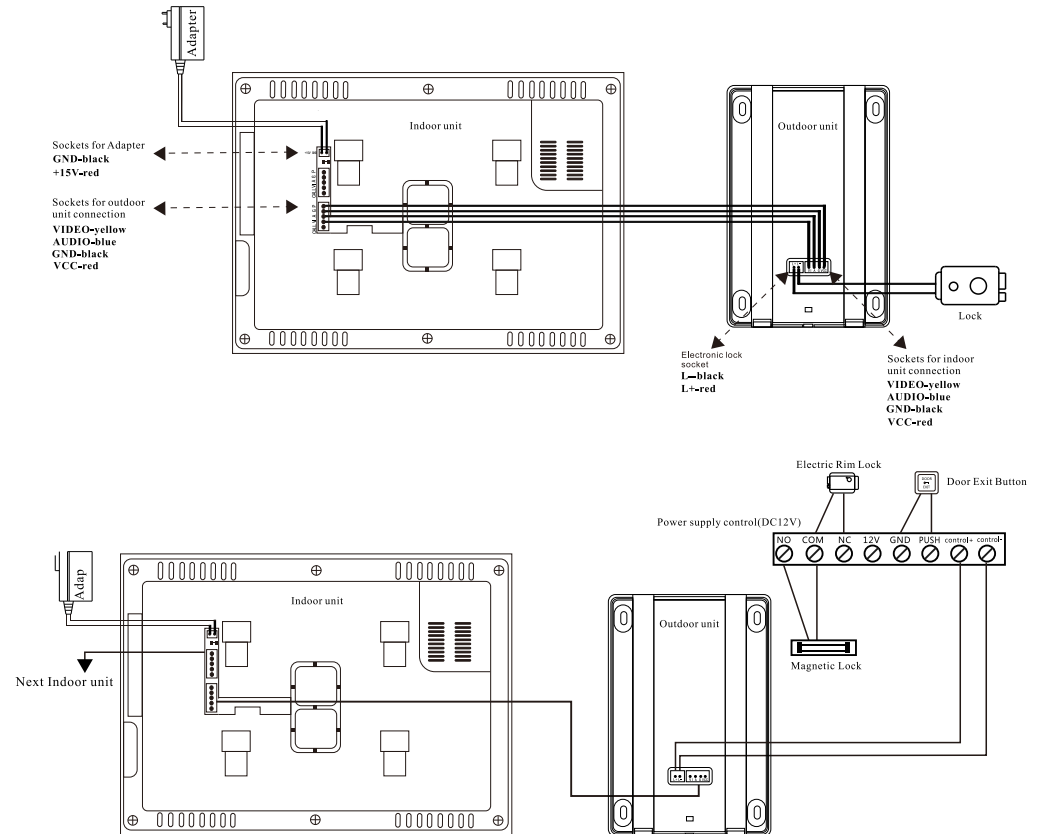 Adapter
Indoor unit
Outdoor unit
Sockets for Adapter
GND-black
+15V-red
Sockets for outdoor
unit connection
VIDEO-yellow
AUDIO-blue
GND-black
VCC-red
Lock
Electronic lock
socket
L—black
L+-red
Sockets for indoor
unit connection
VIDEO-yellow
AUDIO-blue
GND-black
VCC-red
Electric Rim Lock
Door Exit Button
Power supply control(DC12V)
NO COM NC 12V GND PUSH control+ control-
Adap
Indoor unit
Outdoor unit
Magnetic Lock
Next Indoor unit